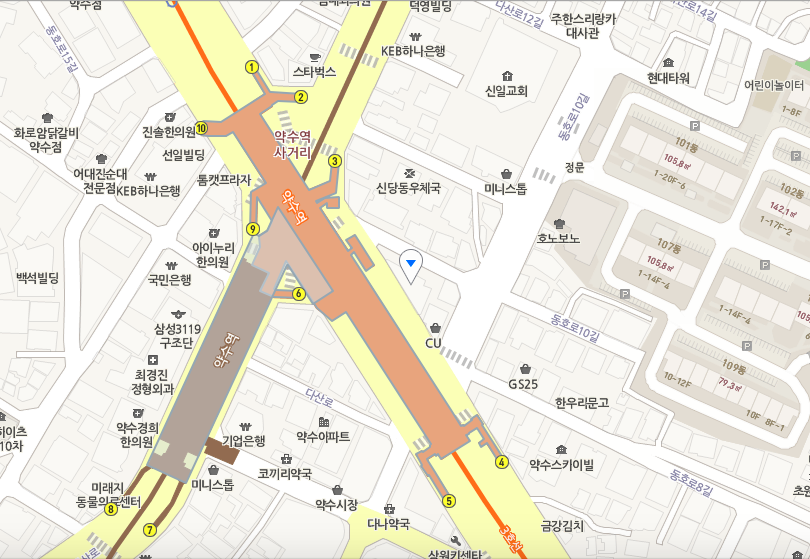 약수점
덕영빌딩
다산로12길
주한스리랑카
대사관
다산로14길
동호로15길
KEB하나은행
스타벅스
신일교회
현대타워
어린이놀이터
1-8F
동호로10길
1
2
10
화로암닭갈비
약수점
진솔한의원
약수역
사거리
101동
105,8㎡
1-20F-6
선일빌딩
3
정문
어대진순대
전문점
KEB하나은행
톰캣프라자
신당동우체국
미니스톱
102동
142,1㎡
1-17F-2
약수역
9
아이누리
한의원
호노보노
107동
105,8㎡
1-14F-4
백석빌딩
국민은행
6
1-14F-4
삼성3119
구조단
약수역
CU
동호로10길
최경진
정형외과
GS25
109동
79,3㎡
10-12F
10F 8F-1
다산로
한우리문고
하이츠
10차
약수경희
한의원
기업은행
약수아파트
4
약수스카이빌
코끼리약국
동호로8길
미래지
동물의료센터
미니스톱
약수시장
5
8
7
다나약국
3호선
금강김치
상원키센타